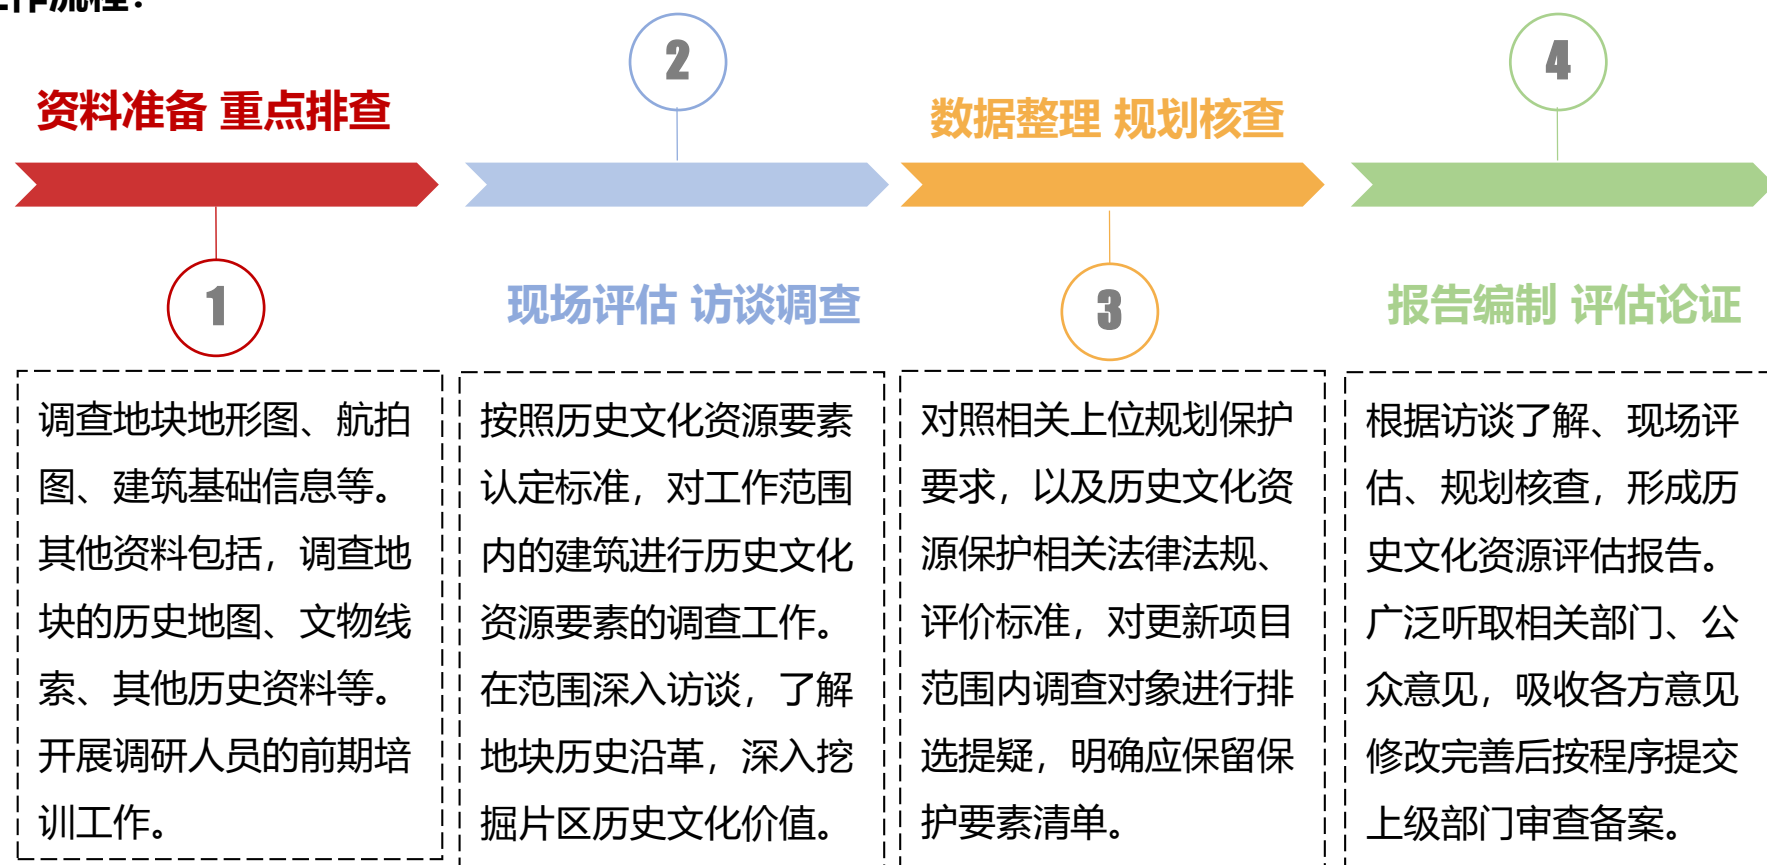 工作流程：
资料准备 重点排查
1
调查地块地形图、航拍
图、建筑基础信息等。
其他资料包括，调查地
块的历史地图、文物线
索、其他历史资料等。
开展调研人员的前期培
训工作。
2
现场评估 访谈调查
按照历史文化资源要素
认定标准，对工作范围
内的建筑进行历史文化
资源要素的调查工作。
在范围深入访谈，了解
地块历史沿革，深入挖
掘片区历史文化价值。
数据整理 规划核查
3
对照相关上位规划保护
要求，以及历史文化资
源保护相关法律法规、
评价标准，对更新项目
范围内调查对象进行排
选提疑，明确应保留保
护要素清单。
4
报告编制 评估论证
根据访谈了解、现场评
估、规划核查，形成历
史文化资源评估报告。
广泛听取相关部门、公
众意见，吸收各方意见
修改完善后按程序提交
上级部门审查备案。